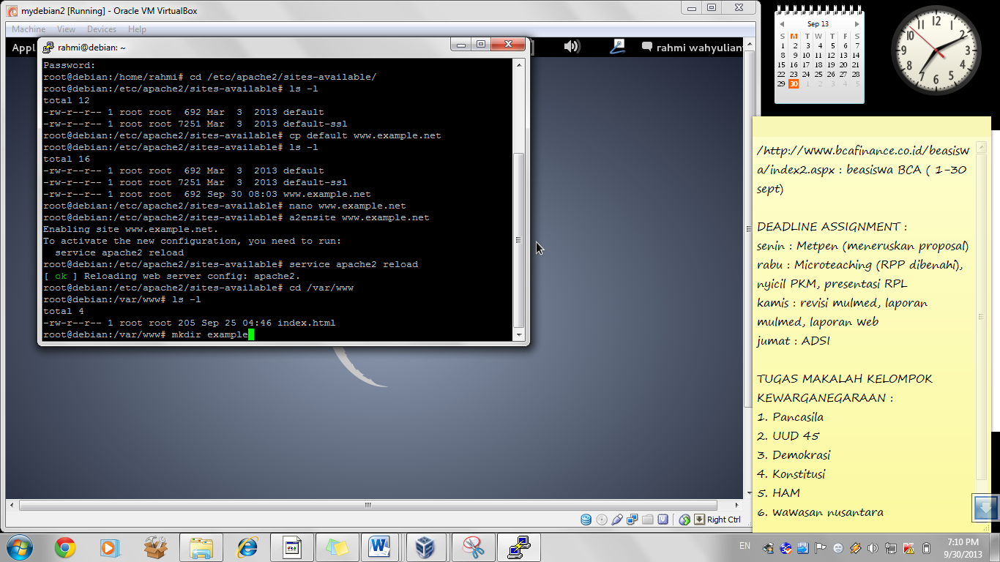 mydebian2 [Running] - Oracle VM VirtualBox
Machine View Devices Help
Appl
rahmi wahyulian
rahmi@debian: ~
Password:
root@debian:/home/rahmi# cd /etc/apache2/sites-available/
root@debian:/etc/apache2/sites-available# ls -l
total 12
-rw-r--r-- 1 root root  692 Mar  3  2013 default
-rw-r--r-- 1 root root 7251 Mar  3  2013 default-ssl
root@debian:/etc/apache2/sites-available# cp default www.example.net
root@debian:/etc/apache2/sites-available# ls -l
total 16
-rw-r--r-- 1 root root  692 Mar  3  2013 default
-rw-r--r-- 1 root root 7251 Mar  3  2013 default-ssl
-rw-r--r-- 1 root root  692 Sep 30 08:03 www.example.net
root@debian:/etc/apache2/sites-available# nano www.example.net
root@debian:/etc/apache2/sites-available# a2ensite www.example.net
Enabling site www.example.net.
To activate the new configuration, you need to run:
  service apache2 reload
root@debian:/etc/apache2/sites-available# service apache2 reload
[ ok ] Reloading web server config: apache2.
root@debian:/etc/apache2/sites-available# cd /var/www
root@debian:/var/www# ls -l
total 4
-rw-r--r-- 1 root root 205 Sep 25 04:46 index.html
root@debian:/var/www# mkdir example
Right Ctrl
Sep 13
S M T W T F S
1 2 3 4 5 6 7
8 9 10 11 12 13 14
15 16 17 18 19 20 21
22 23 24 25 26 27 28
29 30 1 2 3 4 5
12 1 2 3 4 5 6 7 8 9 10 11
/http://www.bcafinance.co.id/beasisw
a/index2.aspx : beasiswa BCA ( 1-30
sept)
DEADLINE ASSIGNMENT :
senin : Metpen (meneruskan proposal)
rabu : Microteaching (RPP dibenahi),
nyicil PKM, presentasi RPL
kamis : revisi mulmed, laporan
mulmed, laporan web
jumat : ADSI
TUGAS MAKALAH KELOMPOK
KEWARGANEGARAAN :
1. Pancasila
2. UUD 45
3. Demokrasi
4. Konstitusi
5. HAM
6. wawasan nusantara
EN
7:10 PM
9/30/2013